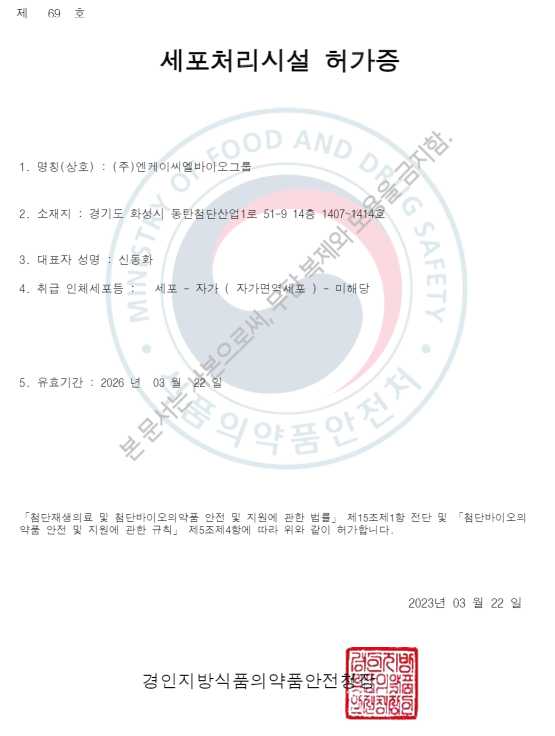 제 69 호
세포처리시설 허가증
1. 명칭(상호) : (주)엔케이씨엘바이오그룹
2. 소재지 : 경기도 화성시 동탄첨단산업1로 51-9 14층 1407~1414호
3. 대표자 성명 : 신동화
4. 취급 인체세포등 : 세포 - 자가 ( 자가면역세포 ) - 미해당
5. 유효기간 : 2026 년 03 월 22 일
「첨단재생의료 및 첨단바이오의약품 안전 및 지원에 관한 법률」 제15조제1항 전단 및 「첨단바이오의
약품 안전 및 지원에 관한 규칙」 제5조제4항에 따라 위와 같이 허가합니다.
2023년 03 월 22 일
경인지방식품의약품안전청장
MINISTRY OF FOOD AND DRUG SAFETY
식품의약품안전처
본 문서는 사본으로써, 무단 복제와 도용을 금지함.